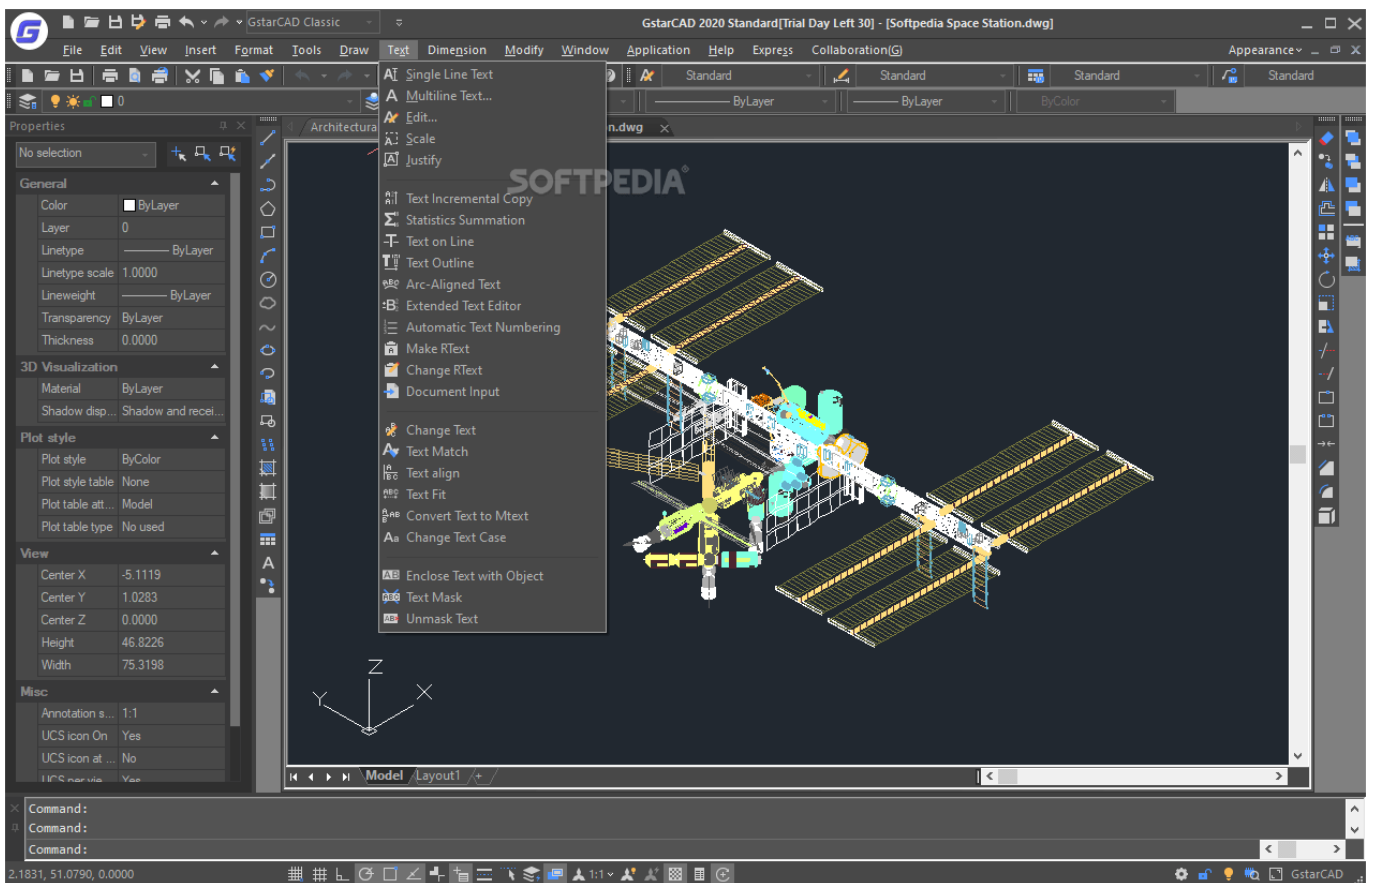 GstarCAD Classic
GstarCAD 2020 Standard[Trial Day Left 30] - [Softpedia Space Station.dwg]
File Edit View Insert Format Tools Draw Text Dimension Modify Window Application Help Express Collaboration(G) Appearance
Standard Standard Standard Standard
0 ByLayer ByLayer ByColor
Properties
Architectura
n.dwg
No selection
General
Color ByLayer
Layer 0
Linetype ByLayer
Linetype scale 1.0000
Lineweight ByLayer
Transparency ByLayer
Thickness 0.0000
3D Visualization
Material ByLayer
Shadow disp... Shadow and recei...
Plot style
Plot style ByColor
Plot style table None
Plot table att... Model
Plot table type No used
View
Center X -5.1119
Center Y 1.0283
Center Z 0.0000
Height 46.8226
Width 75.3198
Misc
Annotation s... 1:1
UCS icon On Yes
UCS icon at ... No
UCS per vie... Yes
Single Line Text
Multiline Text...
Edit...
Scale
Justify
Text Incremental Copy
Statistics Summation
Text on Line
Text Outline
Arc-Aligned Text
Extended Text Editor
Automatic Text Numbering
Make RText
Change RText
Document Input
Change Text
Text Match
Text align
Text Fit
Convert Text to Mtext
Change Text Case
Enclose Text with Object
Text Mask
Unmask Text
SOFTPEDIA®
Z
Y
X
Model Layout1 +
Command:
Command:
Command:
2.1831, 51.0790, 0.0000
1:1
GstarCAD